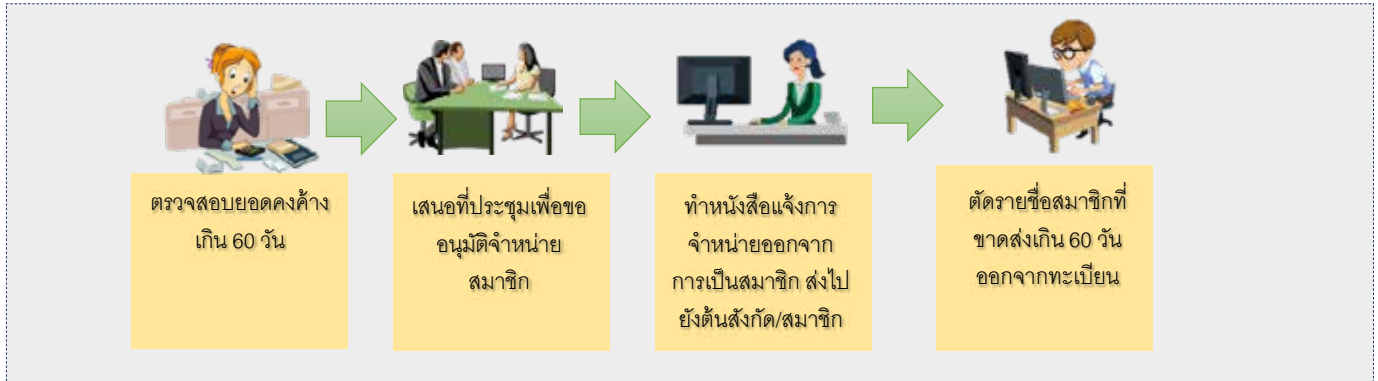 ตรวจสอบยอดคงค้าง
เกิน 60 วัน
เสนอที่ประชุมเพื่อขอ
อนุมัติจำหน่าย
สมาชิก
ทำหนังสือแจ้งการ
จำหน่ายออกจาก
การเป็นสมาชิก ส่งไป
ยังต้นสังกัด/สมาชิก
ตัดรายชื่อสมาชิกที่
ขาดส่งเกิน 60 วัน
ออกจากทะเบียน